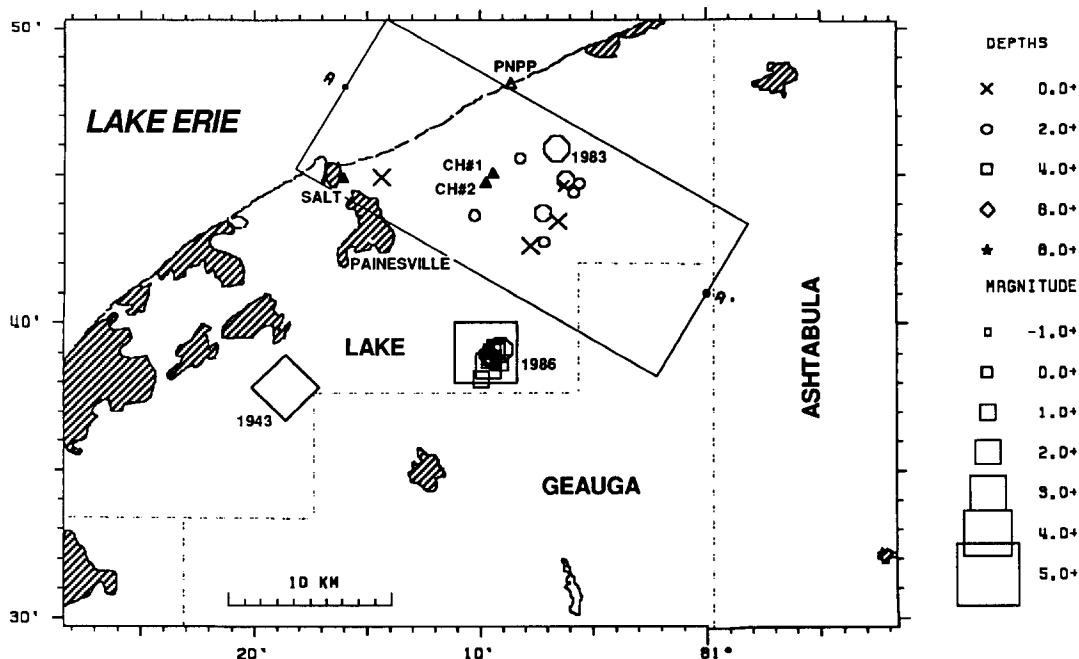 50'
LAKE ERIE
A
PNPP
1983
CH#1
CH#2
SALT
PAINESVILLE
A'
40'
LAKE
1986
1943
ASHTABULA
GEAUGA
10 KM
30'
20'
10'
81°
DEPTHS
0.0+
2.0+
4.0+
6.0+
8.0+
MAGNITUDE
-1.0+
0.0+
1.0+
2.0+
3.0+
4.0+
5.0+